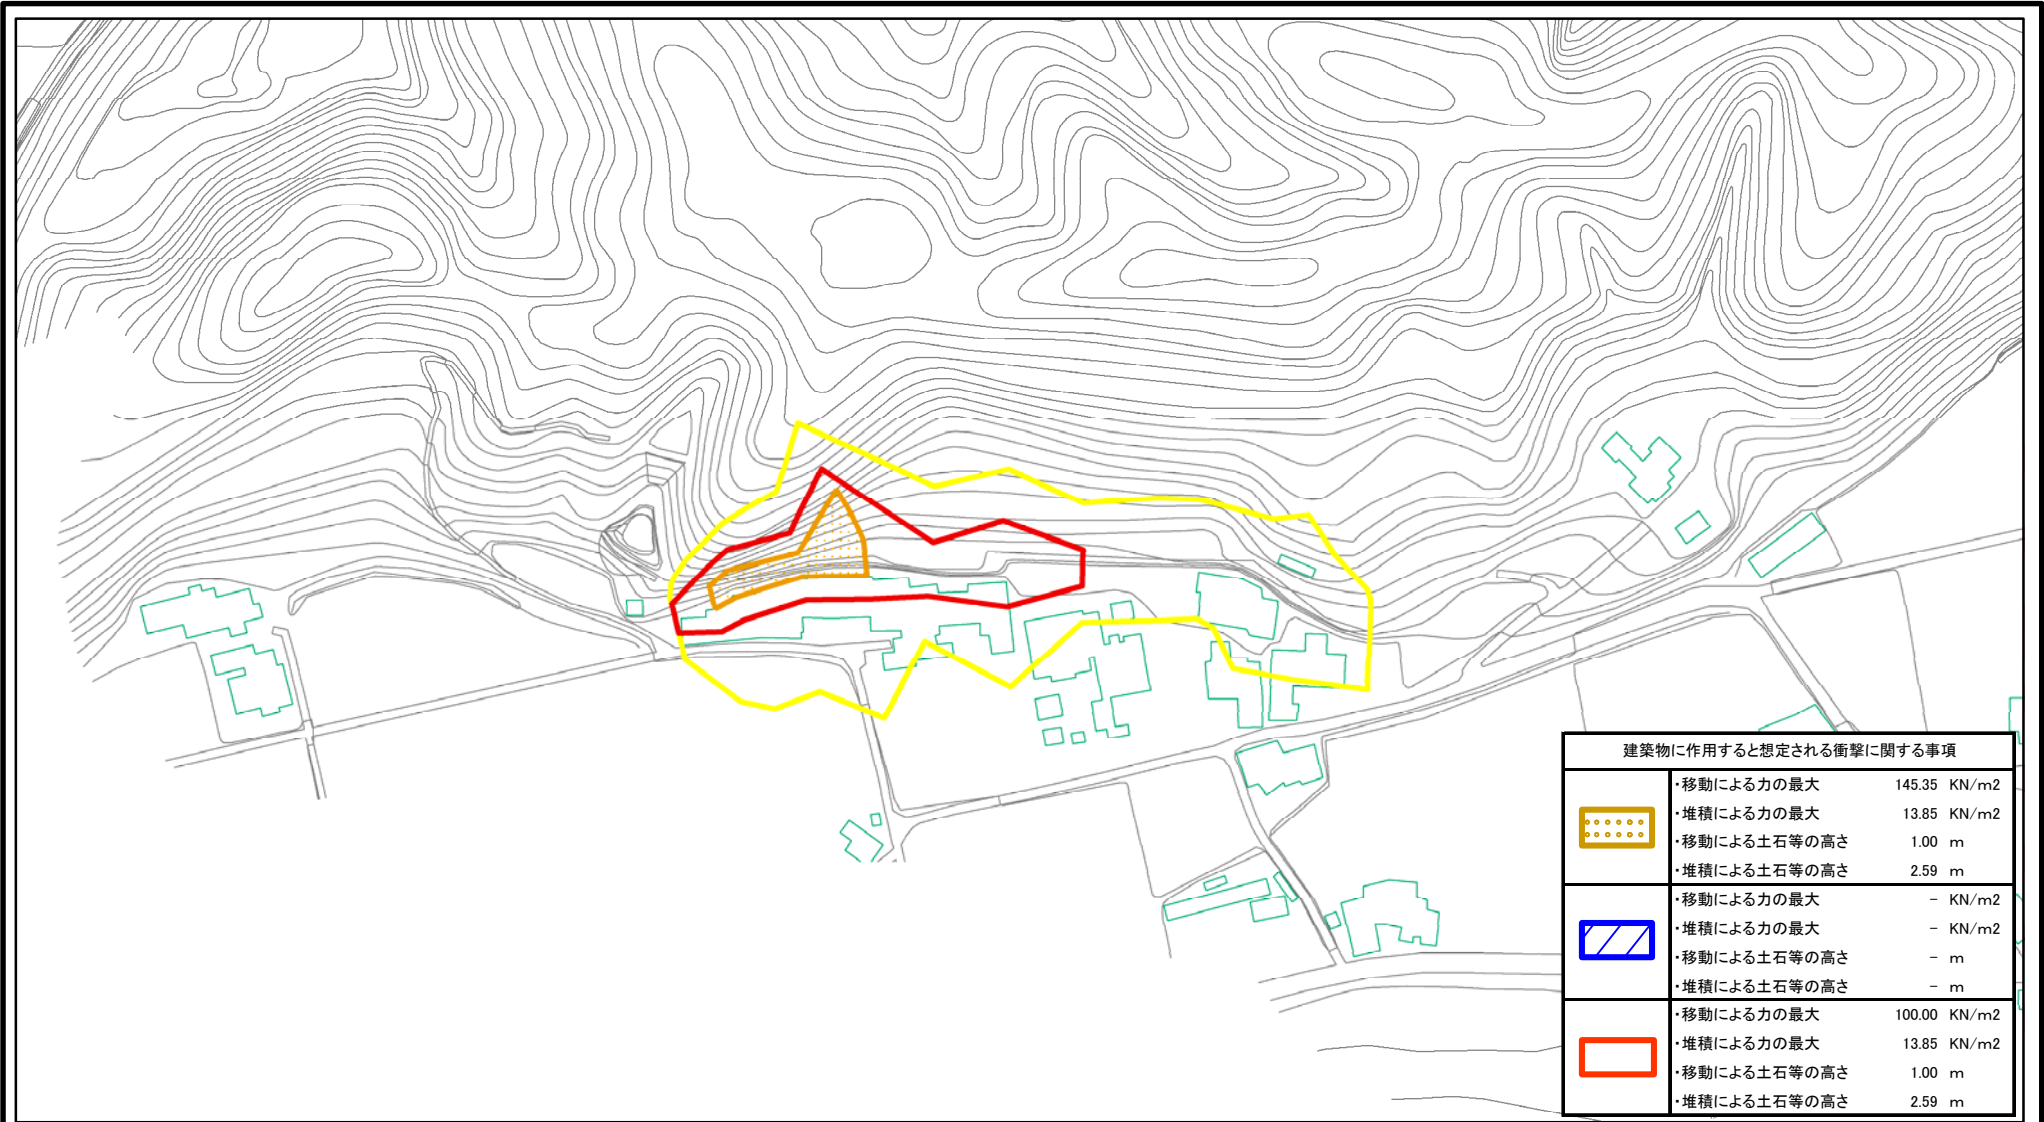 建築物に作用すると想定される衝撃に関する事項
・移動による力の最大 145.35 KN/m2
・堆積による力の最大 13.85 KN/m2
・移動による土石等の高さ 1.00 m
・堆積による土石等の高さ 2.59 m
・移動による力の最大 - KN/m2
・堆積による力の最大 - KN/m2
・移動による土石等の高さ - m
・堆積による土石等の高さ - m
・移動による力の最大 100.00 KN/m2
・堆積による力の最大 13.85 KN/m2
・移動による土石等の高さ 1.00 m
・堆積による土石等の高さ 2.59 m